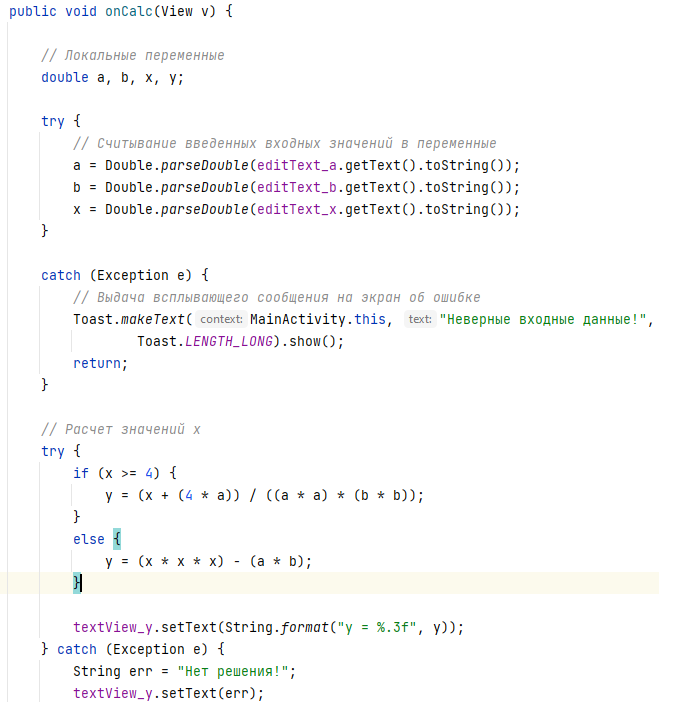 public void onCalc(View v) {
// Локальные переменные
double a, b, x, y;
try {
// Считывание введенных входных значений в переменные
a = Double.parseDouble(editText_a.getText().toString());
b = Double.parseDouble(editText_b.getText().toString());
x = Double.parseDouble(editText_x.getText().toString());
}
catch (Exception e) {
// Выдача всплывающего сообщения на экран об ошибке
Toast.makeText( context: MainActivity.this, text: "Неверные входные данные!",
Toast.LENGTH_LONG).show();
return;
}
// Расчет значений x
try {
if (x >= 4) {
y = (x + (4 * a)) / ((a * a) * (b * b));
}
else {
y = (x * x * x) - (a * b);
}
textView_y.setText(String.format("y = %.3f", y));
} catch (Exception e) {
String err = "Нет решения!";
textView_y.setText(err);